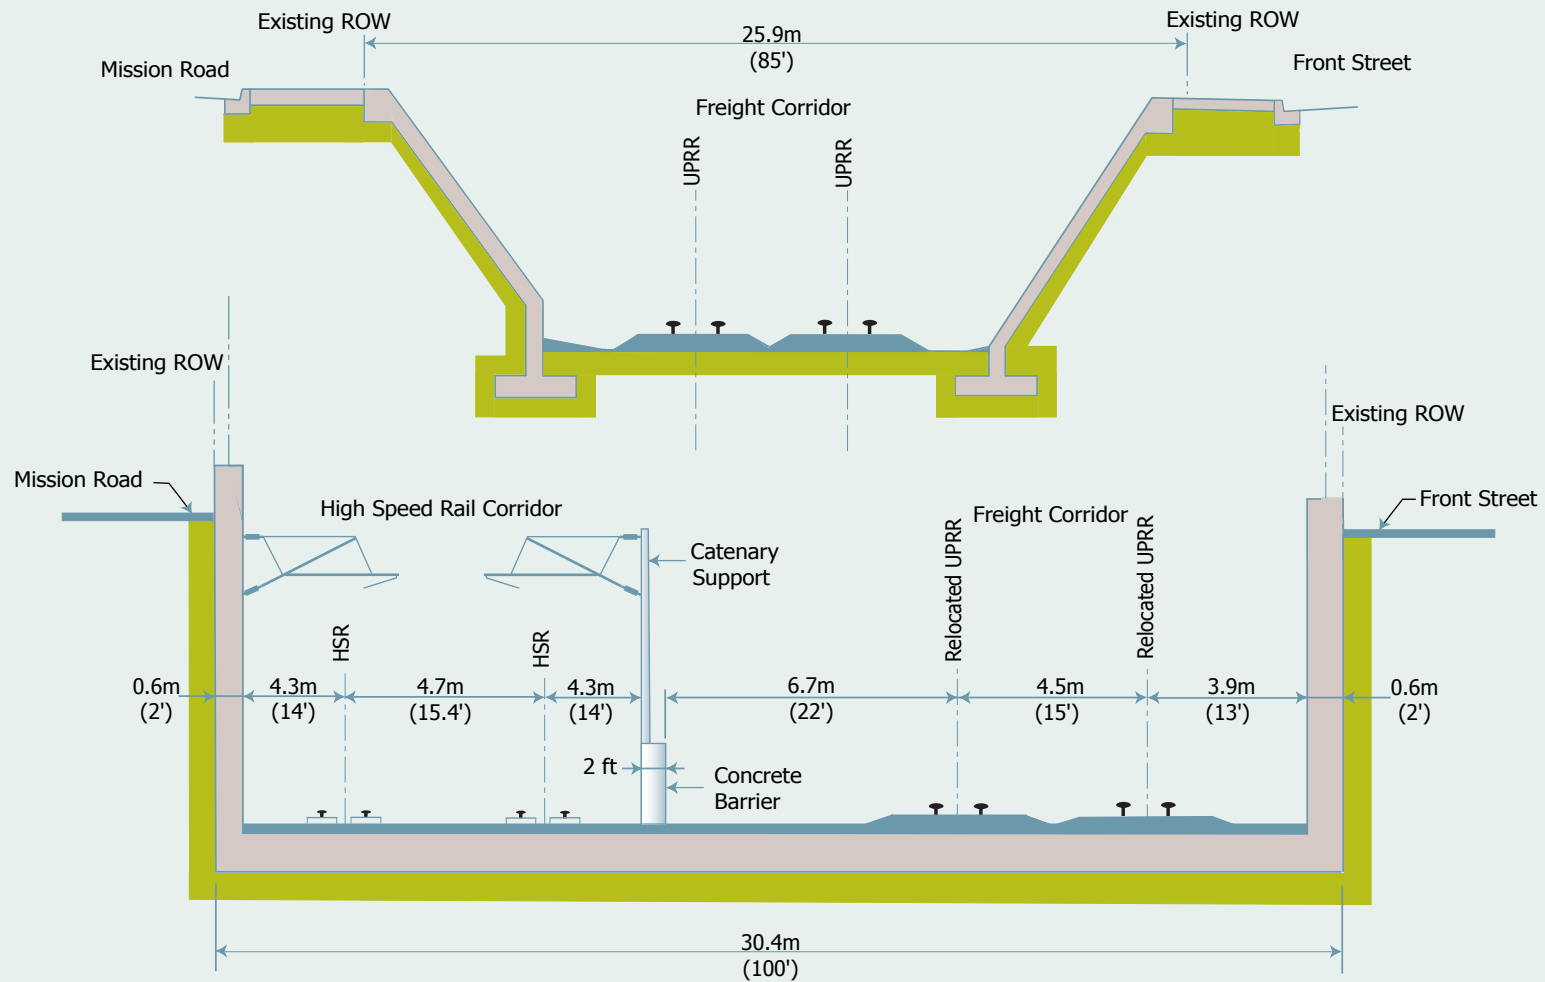 Existing ROW
25.9m
(85')
Existing ROW
Mission Road
Front Street
Freight Corridor
UPRR
UPRR
Existing ROW
Existing ROW
Mission Road
High Speed Rail Corridor
Freight Corridor
Front Street
Catenary
Support
HSR
HSR
Relocated UPRR
Relocated UPRR
0.6m
(2')
4.3m
(14')
4.7m
(15.4')
4.3m
(14')
6.7m
(22')
4.5m
(15')
3.9m
(13')
0.6m
(2')
2 ft
Concrete
Barrier
30.4m
(100')